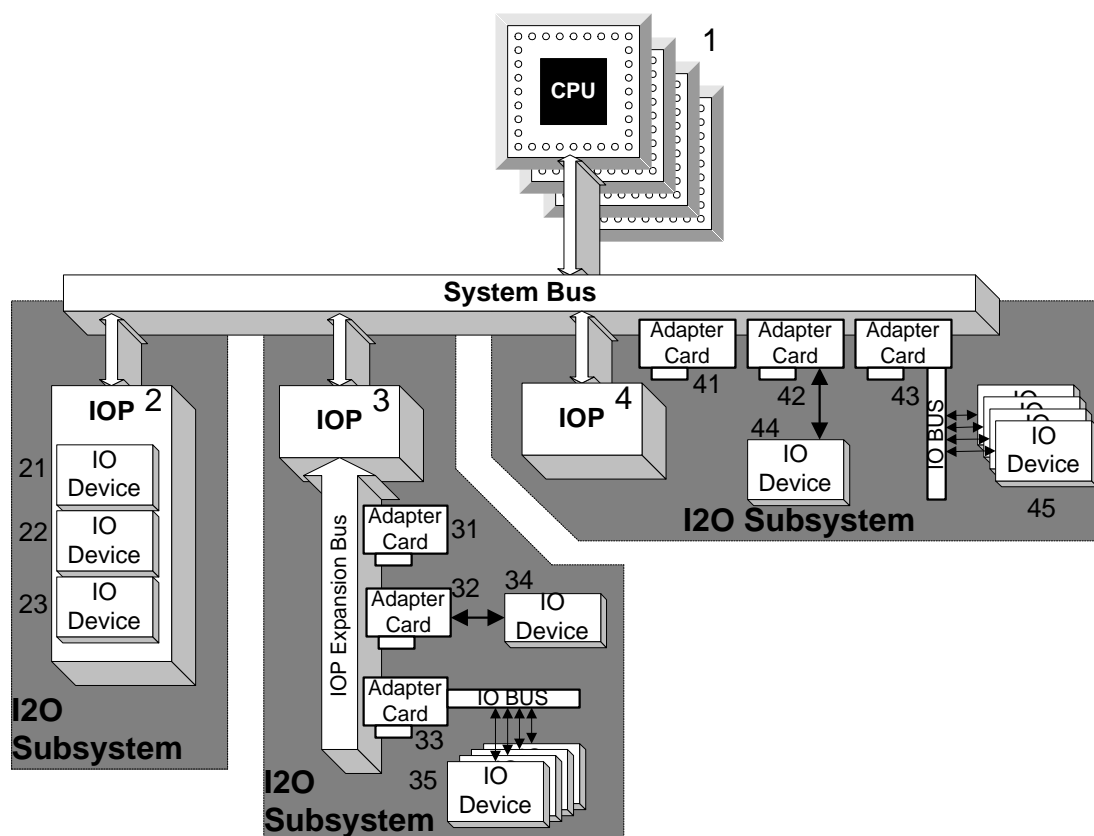 1
CPU
System Bus
Adapter
Card
41
Adapter
Card
42
Adapter
Card
43
IOP
2
IOP
3
IOP
4
21
IO
Device
22
IO
Device
23
IO
Device
I2O
Subsystem
IOP Expansion Bus
Adapter
Card
31
Adapter
Card
32
34
IO
Device
Adapter
Card
33
IO BUS
35
IO
Device
I2O
Subsystem
44
IO
Device
IO BUS
IO
Device
45
I2O Subsystem